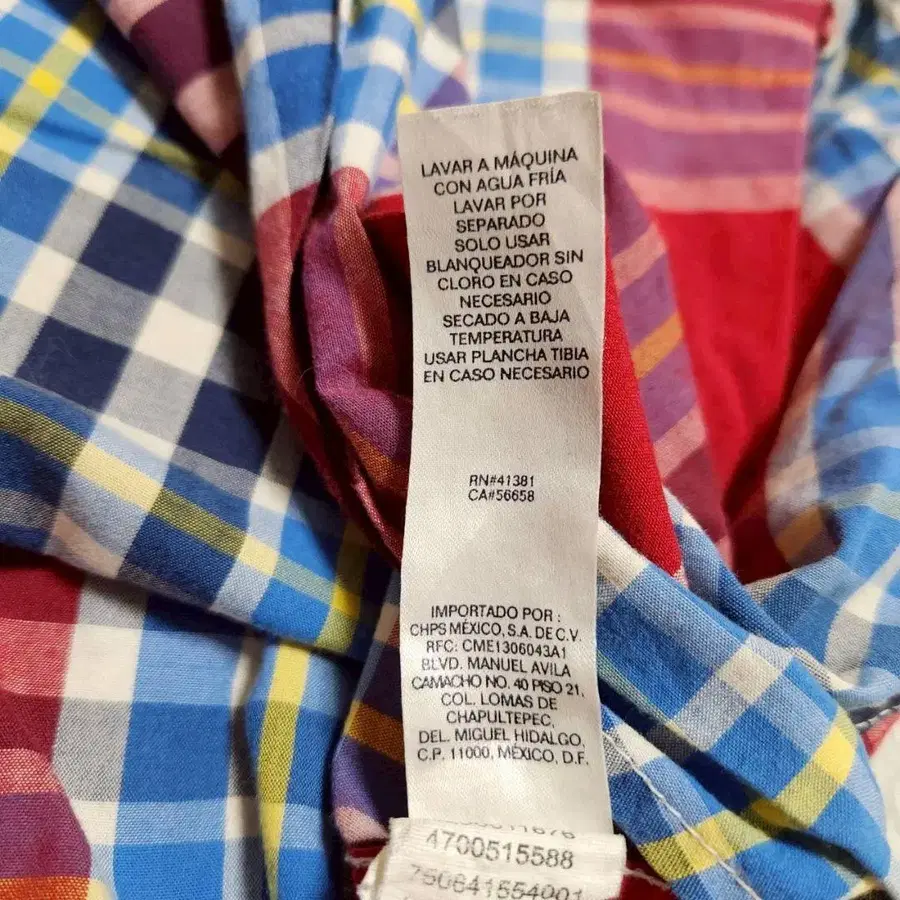 LAVAR A MÁQUINA
CON AGUA FRÍA
LAVAR POR
SEPARADO
SOLO USAR
BLANQUEADOR SIN
CLORO EN CASO
NECESARIO
SECADO A BAJA
TEMPERATURA
USAR PLANCHA TIBIA
EN CASO NECESARIO
RN#41381
CA#56658
IMPORTADO POR :
CHPS MÉXICO, S.A. DE C.V.
RFC: CME1306043A1
BLVD. MANUEL AVILA
CAMACHO NO. 40 PISO 21,
COL. LOMAS DE
CHAPULTEPEC,
DEL. MIGUEL HIDALGO,
C.P. 11000, MÉXICO, D.F.
4700515588
750641554001